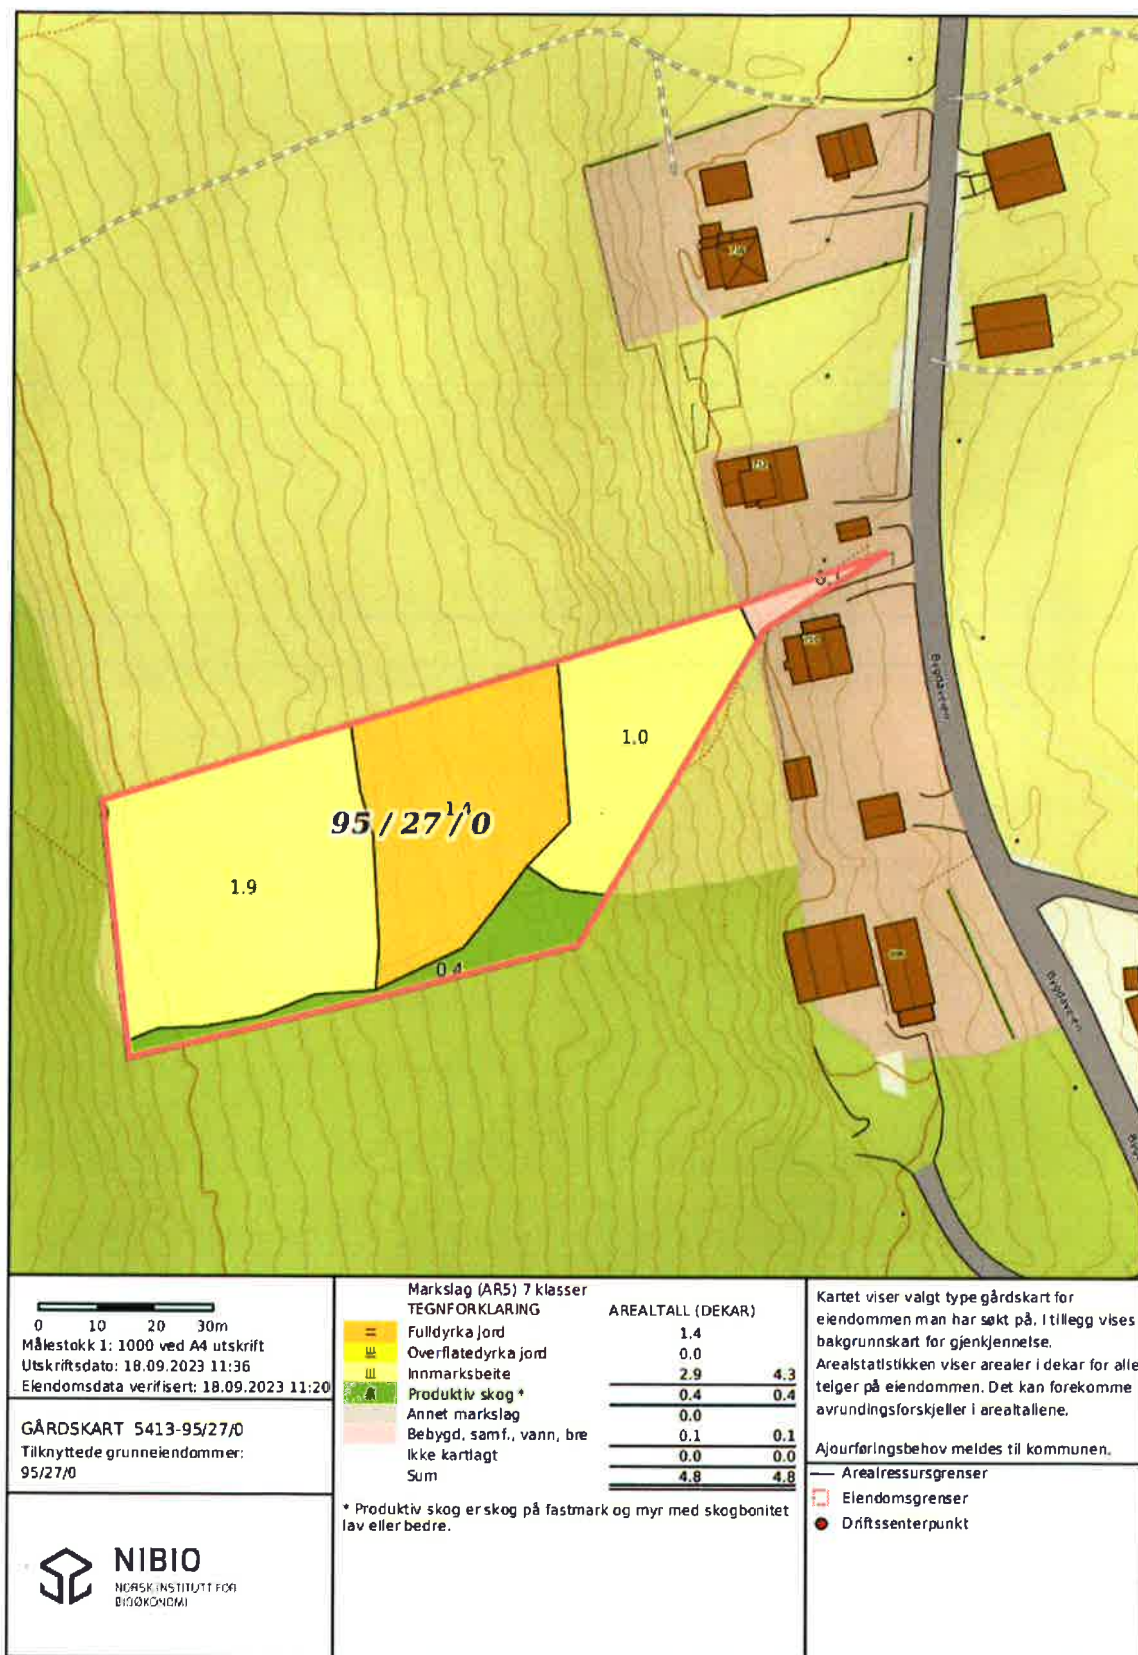 1.0
1.4
95 / 27 / 0
1.9
0.4
Bygdaveien
Bygdaveien
0 10 20 30m
Målestokk 1: 1000 ved A4 utskrift
Utskriftsdato: 18.09.2023 11:36
Eiendomsdata verifisert: 18.09.2023 11:20
GÅRDSKART 5413-95/27/0
Tilknyttede grunneiendommer:
95/27/0
NIBIO
NORSK INSTITUTT FOR
BIOØKONOMI
Markslag (AR5) 7 klasser
TEGNFORKLARING AREALTALL (DEKAR)
Fulldyrka jord 1.4
Overflatedyrka jord 0.0
Innmarksbeite 2.9 4.3
Produktiv skog * 0.4 0.4
Annet markslag 0.0
Bebygd, samf., vann, bre 0.1 0.1
Ikke kartlagt 0.0 0.0
Sum 4.8 4.8
* Produktiv skog er skog på fastmark og myr med skogbonitet
lav eller bedre.
Kartet viser valgt type gårdskart for
eiendommen man har søkt på. I tillegg vises
bakgrunnskart for gjenkjennelse.
Arealstatistikken viser arealer i dekar for alle
teiger på eiendommen. Det kan forekomme
avrundingsforskjeller i arealtallene.
Ajourføringsbehov meldes til kommunen.
Arealressursgrenser
Eiendomsgrenser
Driftssenterpunkt